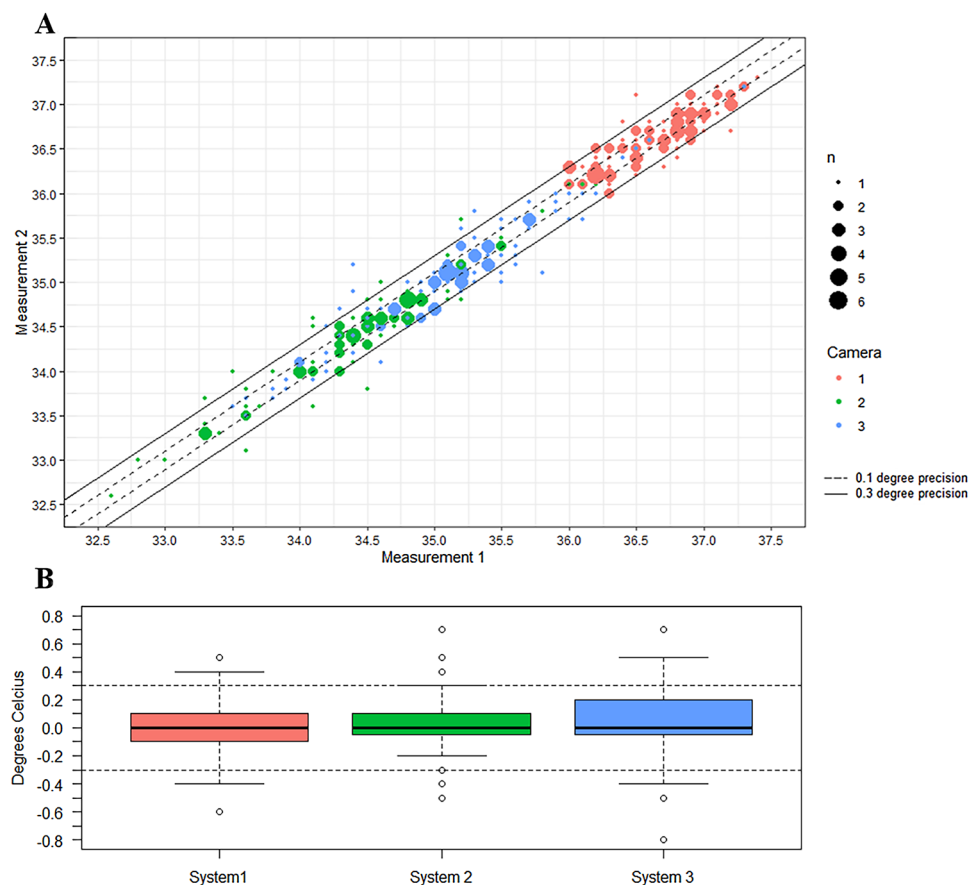 A
37.5
37.0
36.5
36.0
35.5
35.0
34.5
34.0
33.5
33.0
32.5
Measurement 2
32.5 33.0 33.5 34.0 34.5 35.0 35.5 36.0 36.5 37.0 37.5
Measurement 1
n
1
2
3
4
5
6
Camera
1
2
3
0.1 degree precision
0.3 degree precision
B
0.8
0.6
0.4
0.2
0.0
-0.2
-0.4
-0.6
-0.8
Degrees Celcius
System1 System 2 System 3